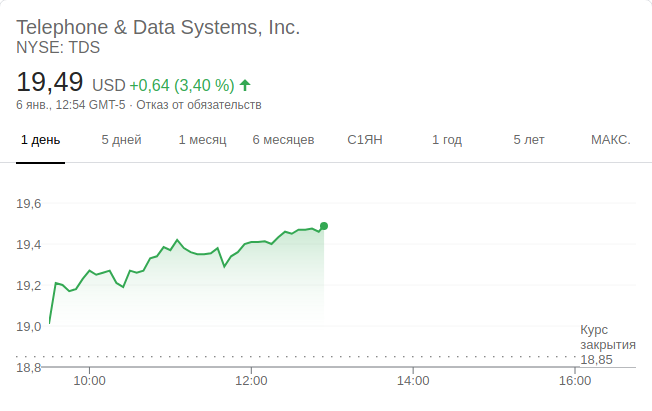 Telephone & Data Systems, Inc.
NYSE: TDS
19,49 USD +0,64 (3,40 %)
6 янв., 12:54 GMT-5 · Отказ от обязательств
1 день 5 дней 1 месяц 6 месяцев С1ЯН 1 год 5 лет МАКС.
19,6
19,4
19,2
19,0
Курс
закрытия
18,85
18,8
10:00 12:00 14:00 16:00